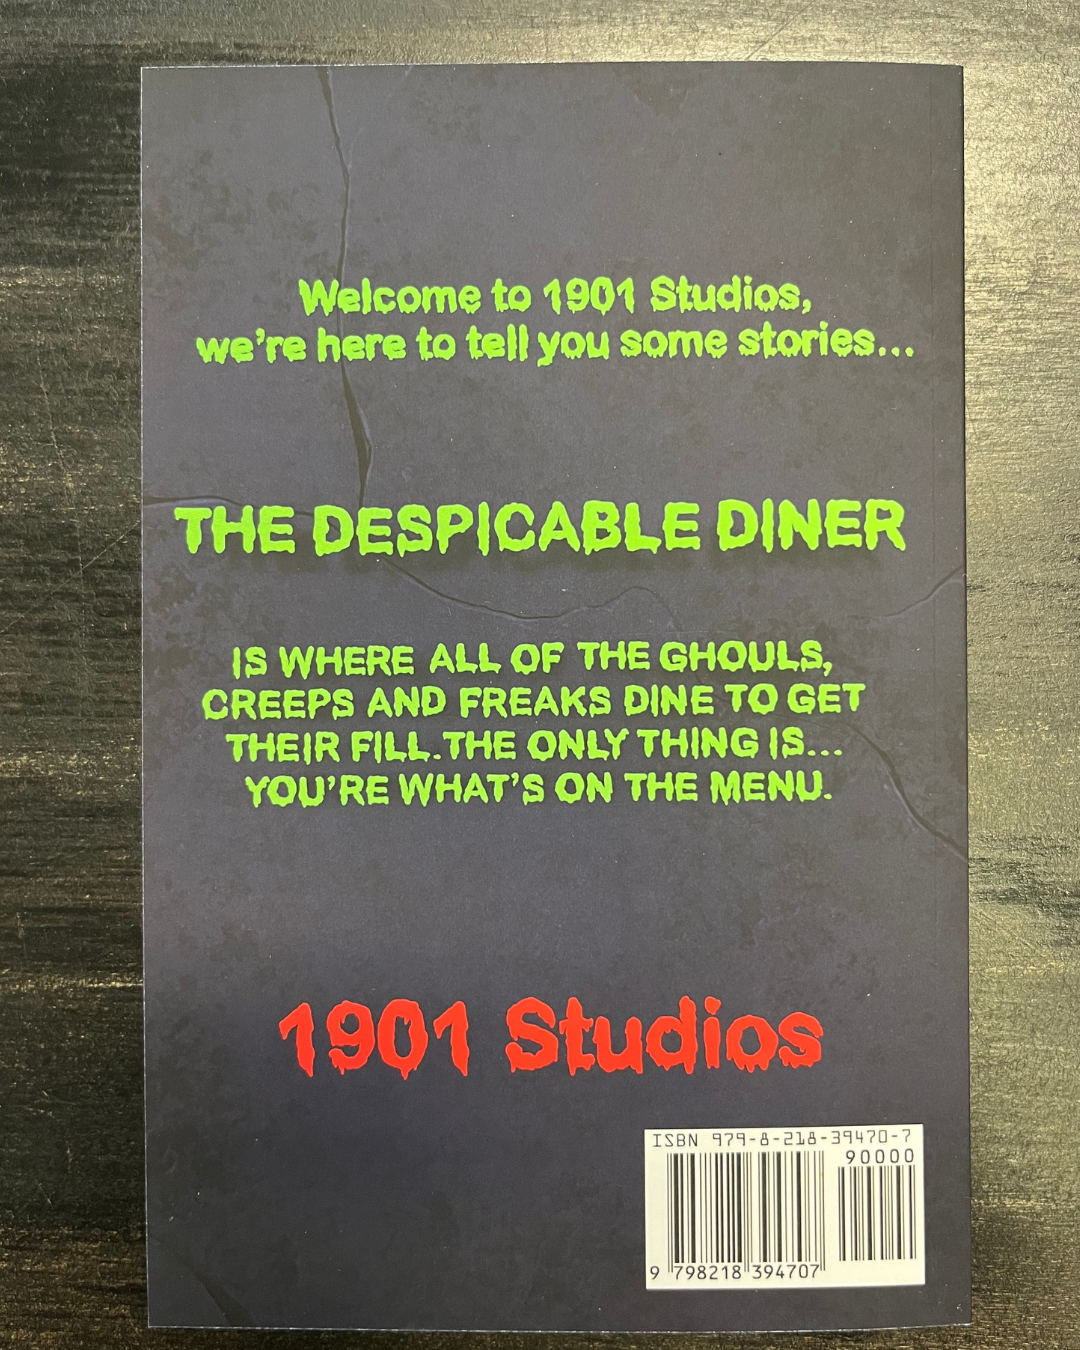 Welcome to 1901 Studios,
we're here to tell you some stories...
THE DESPICABLE DINER
IS WHERE ALL OF THE GHOULS,
CREEPS AND FREAKS DINE TO GET
THEIR FILL.THE ONLY THING IS...
YOU'RE WHAT'S ON THE MENU.
1901 Studios
ISBN 979-8-218-39470-7
90000
9 798218 394707